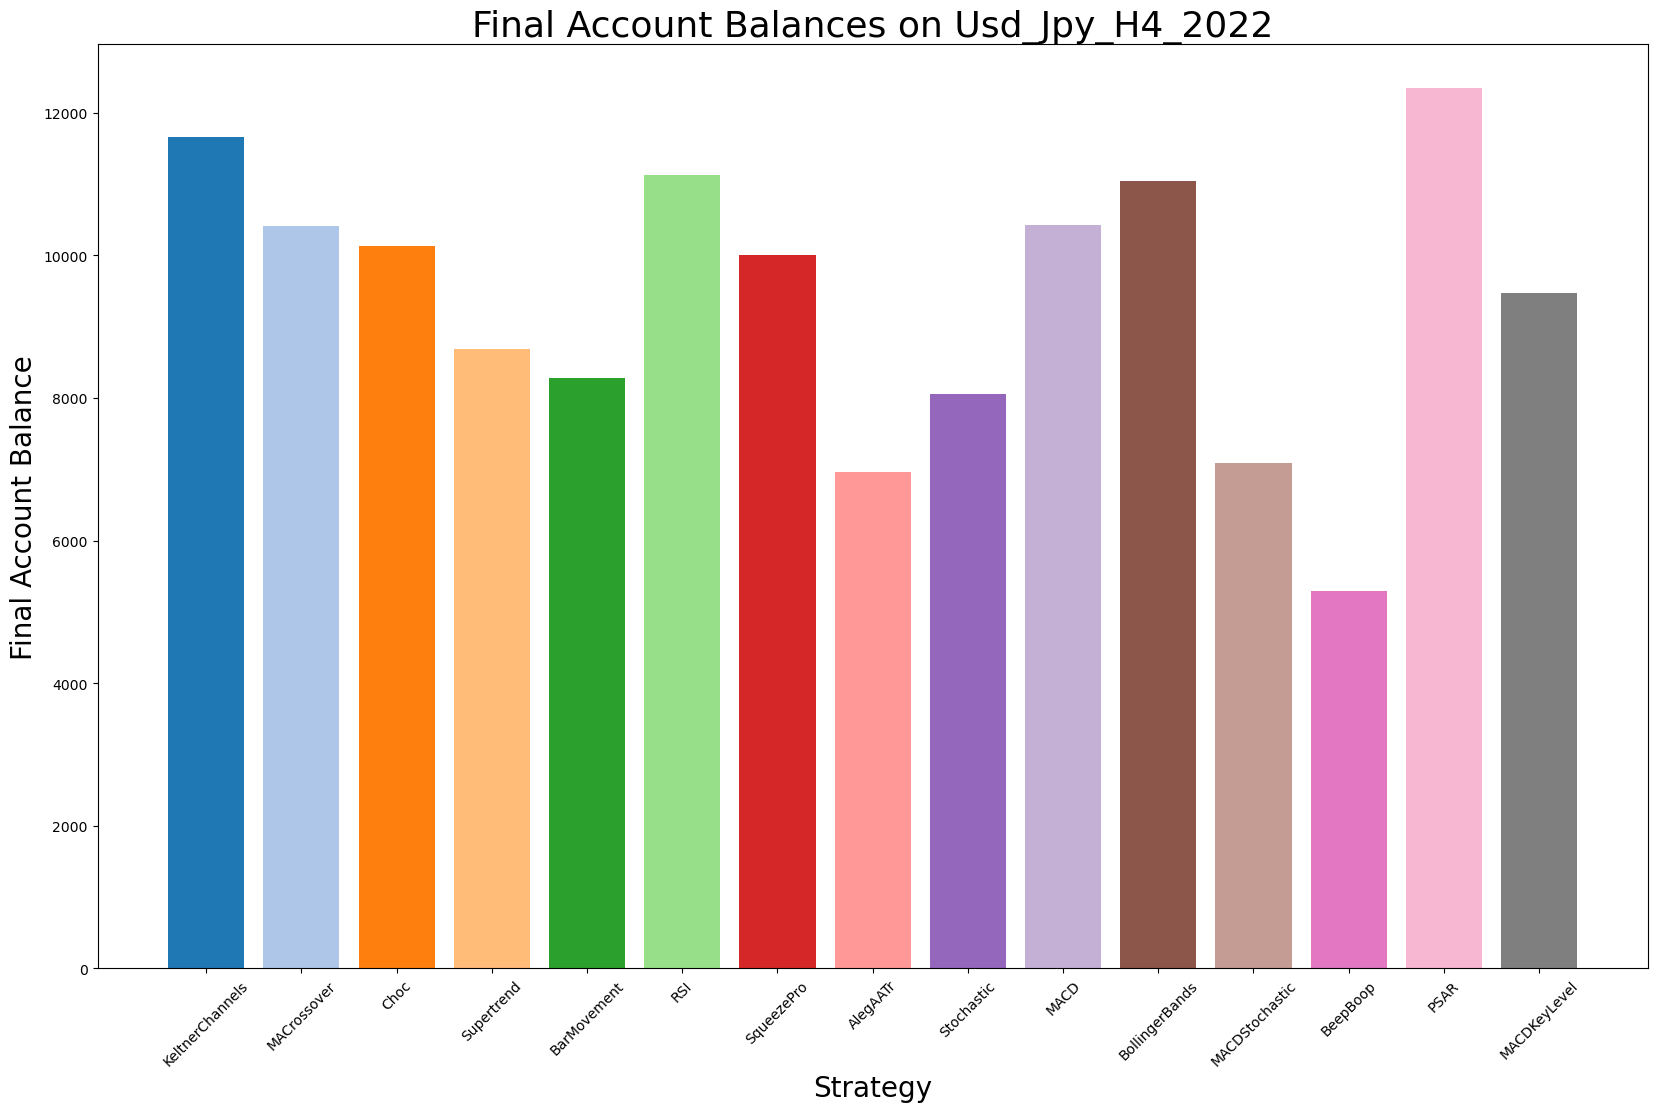 Final Account Balances on Usd_Jpy_H4_2022
Final Account Balance
12000
10000
8000
6000
4000
2000
0
KeltnerChannels
MACrossover
Choc
Supertrend
BarMovement
RSI
SqueezePro
AlegAATr
Stochastic
MACD
BollingerBands
MACDStochastic
BeepBoop
PSAR
MACDKeyLevel
Strategy